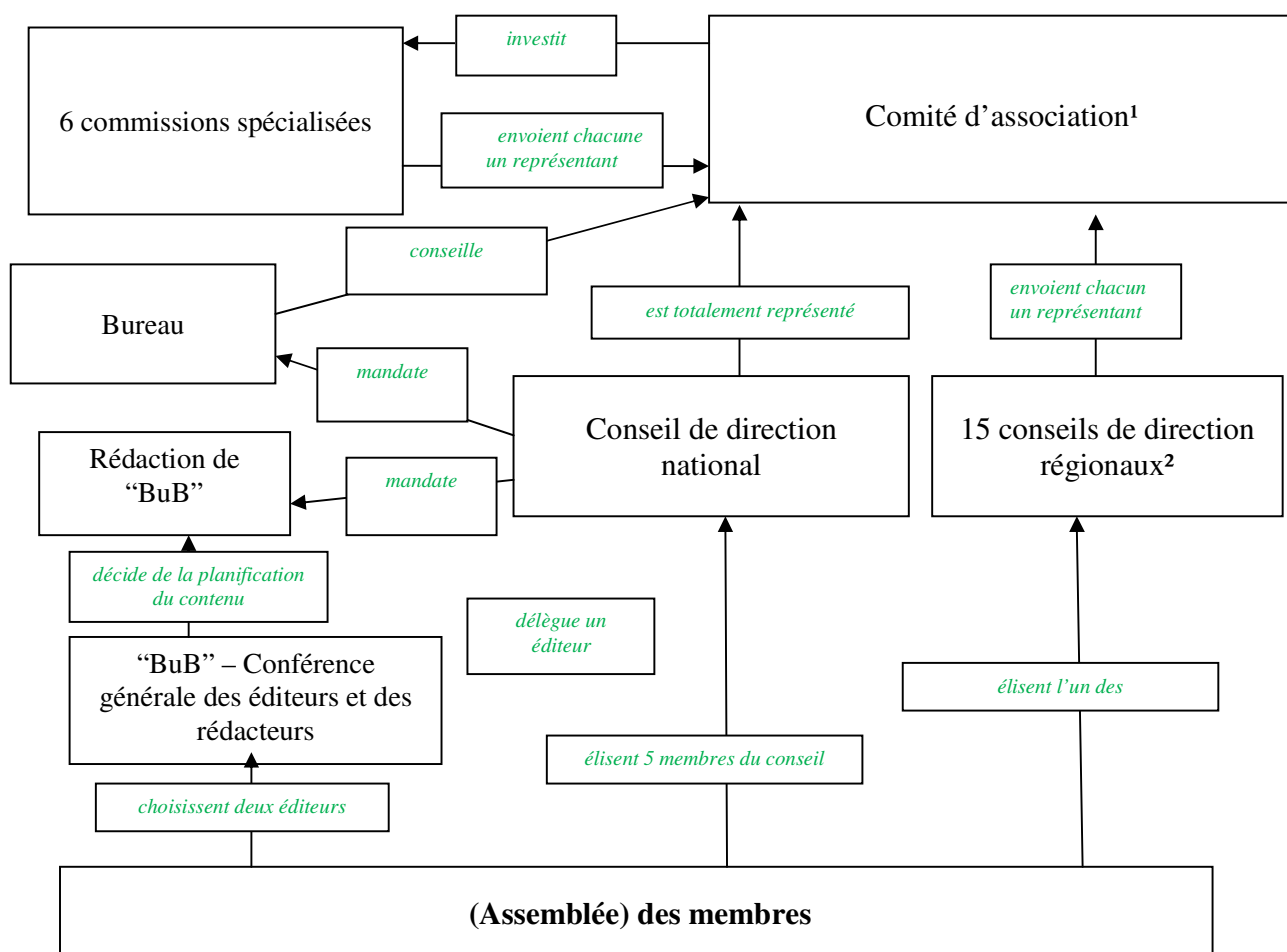 investit
6 commissions spécialisées
Comité d’association¹
envoient chacune
un représentant
conseille
Bureau
est totalement représenté
envoient chacun
un représentant
mandate
Conseil de direction
national
15 conseils de direction
régionaux²
Rédaction de
“BuB”
mandate
décide de la planification
du contenu
délègue un
éditeur
“BuB” – Conférence
générale des éditeurs et des
rédacteurs
élisent l’un des
élisent 5 membres du conseil
choisissent deux éditeurs
(Assemblée) des membres